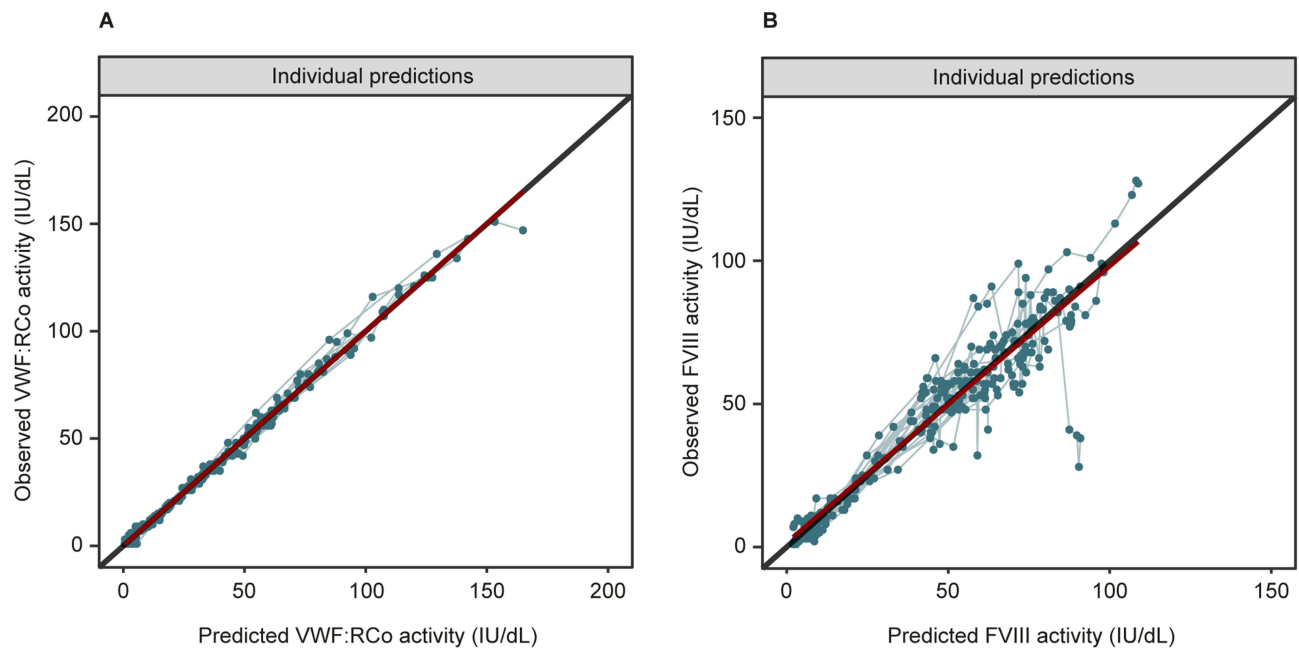 A
Individual predictions
200
150
100
50
0
0 50 100 150 200
Observed VWF:RCo activity (IU/dL)
Predicted VWF:RCo activity (IU/dL)
B
Individual predictions
150
100
50
0
0 50 100 150
Observed FVIII activity (IU/dL)
Predicted FVIII activity (IU/dL)